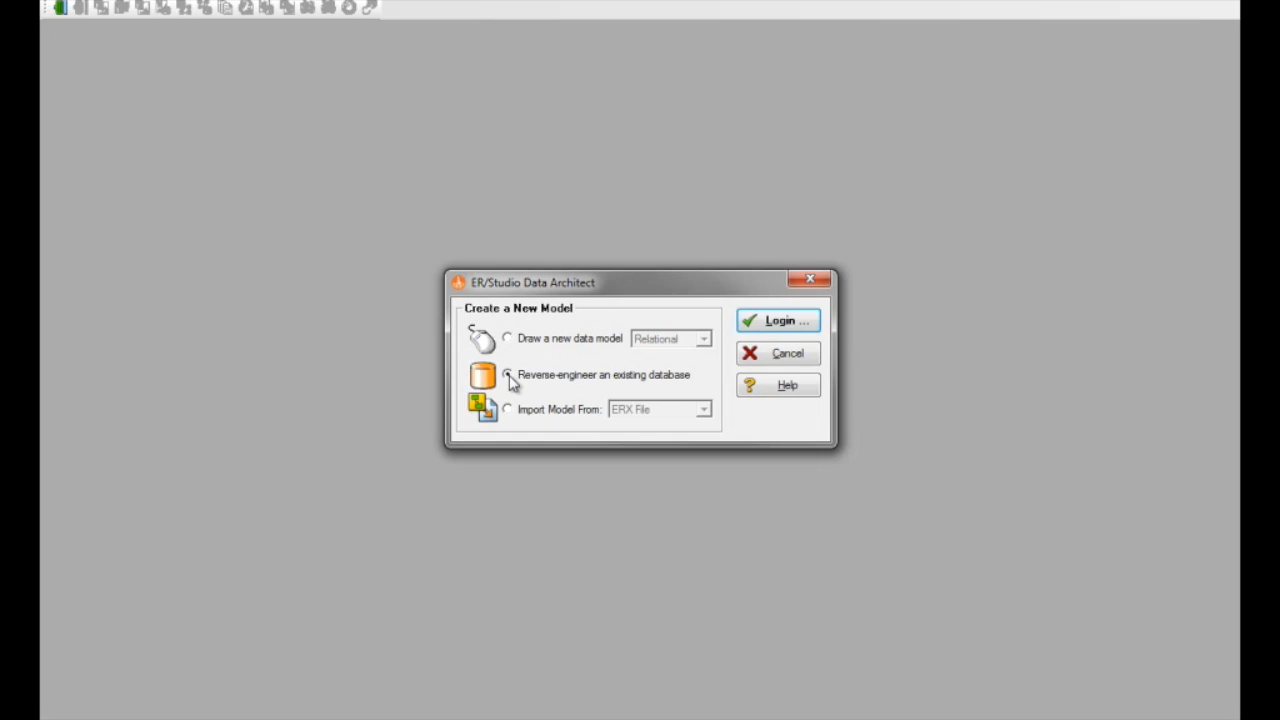 ER/Studio Data Architect
Create a New Model
Draw a new data model Relational
Reverse-engineer an existing database
Import Model From: ERX File
Login ...
Cancel
Help